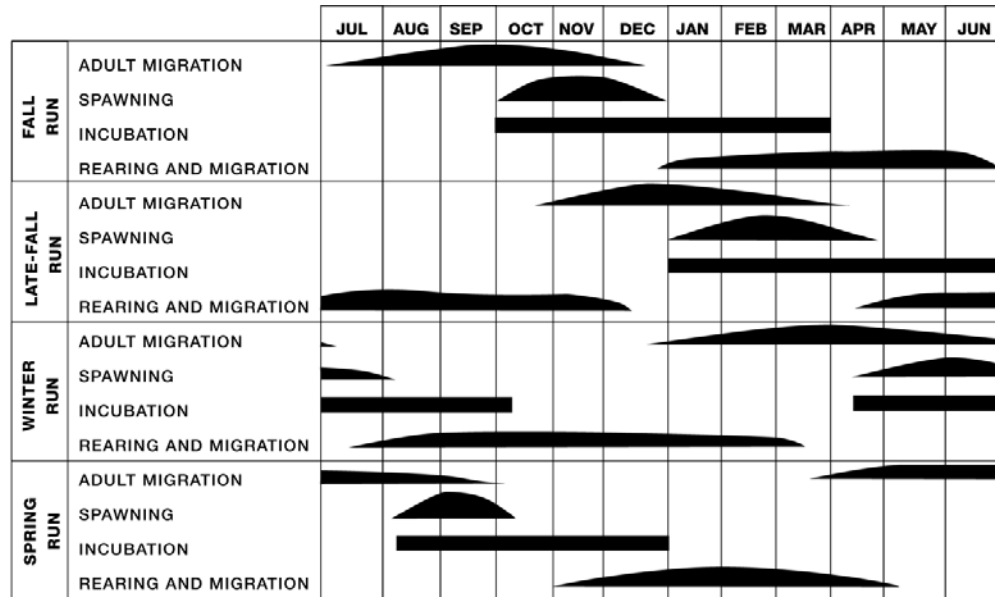 JUL AUG SEP OCT NOV DEC JAN FEB MAR APR MAY JUN
FALL
RUN
ADULT MIGRATION
SPAWNING
INCUBATION
REARING AND MIGRATION
LATE-FALL
RUN
ADULT MIGRATION
SPAWNING
INCUBATION
REARING AND MIGRATION
WINTER
RUN
ADULT MIGRATION
SPAWNING
INCUBATION
REARING AND MIGRATION
SPRING
RUN
ADULT MIGRATION
SPAWNING
INCUBATION
REARING AND MIGRATION